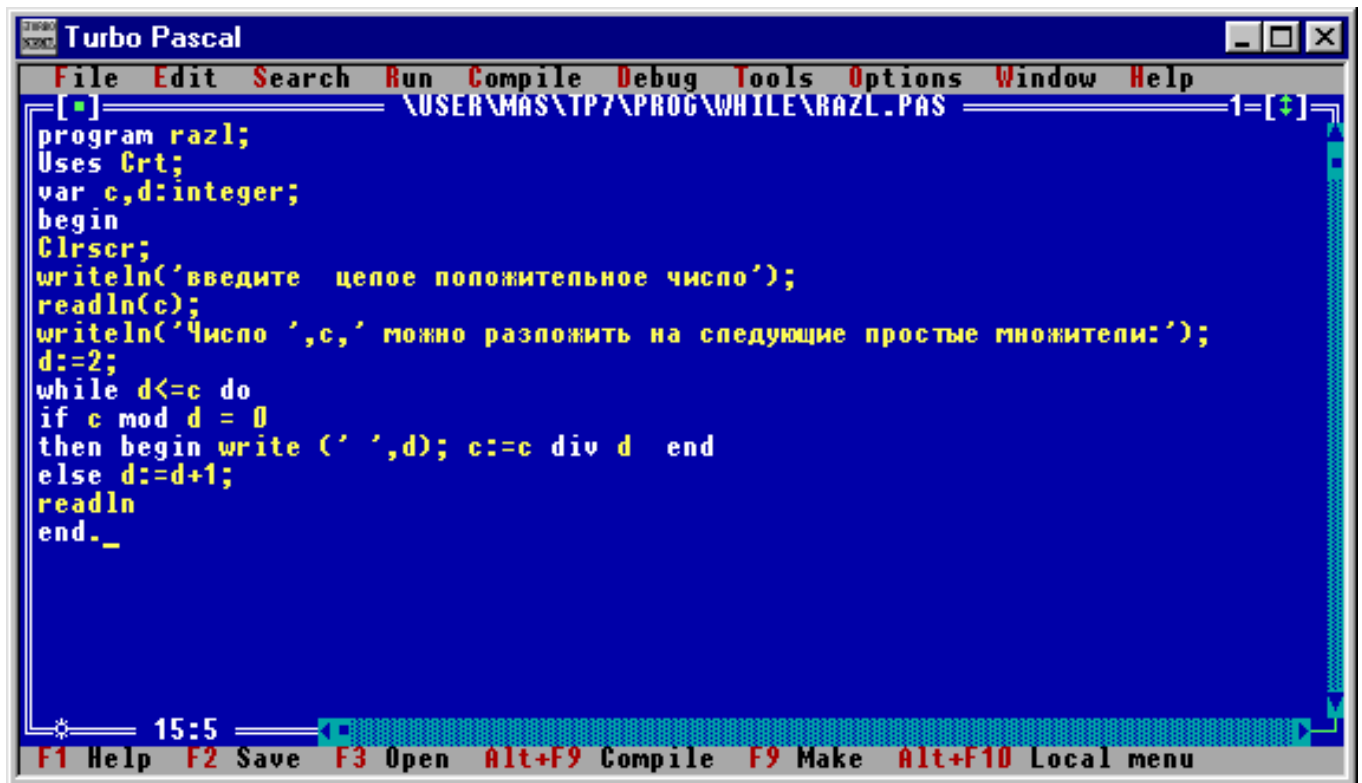 Turbo Pascal
File Edit Search Run Compile Debug Tools Options Window Help
\USER\MAS\TP7\PROG\WHILE\RAZL.PAS 1=[↕]
program razl;
Uses Crt;
var c,d:integer;
begin
Clrscr;
writeln('введите  целое положительное число');
readln(c);
writeln('Число ',c,' можно разложить на следующие простые множители:');
d:=2;
while d<=c do
if c mod d = 0
then begin write (' ',d); c:=c div d  end
else d:=d+1;
readln
end._
15:5
F1 Help F2 Save F3 Open Alt+F9 Compile F9 Make Alt+F10 Local menu